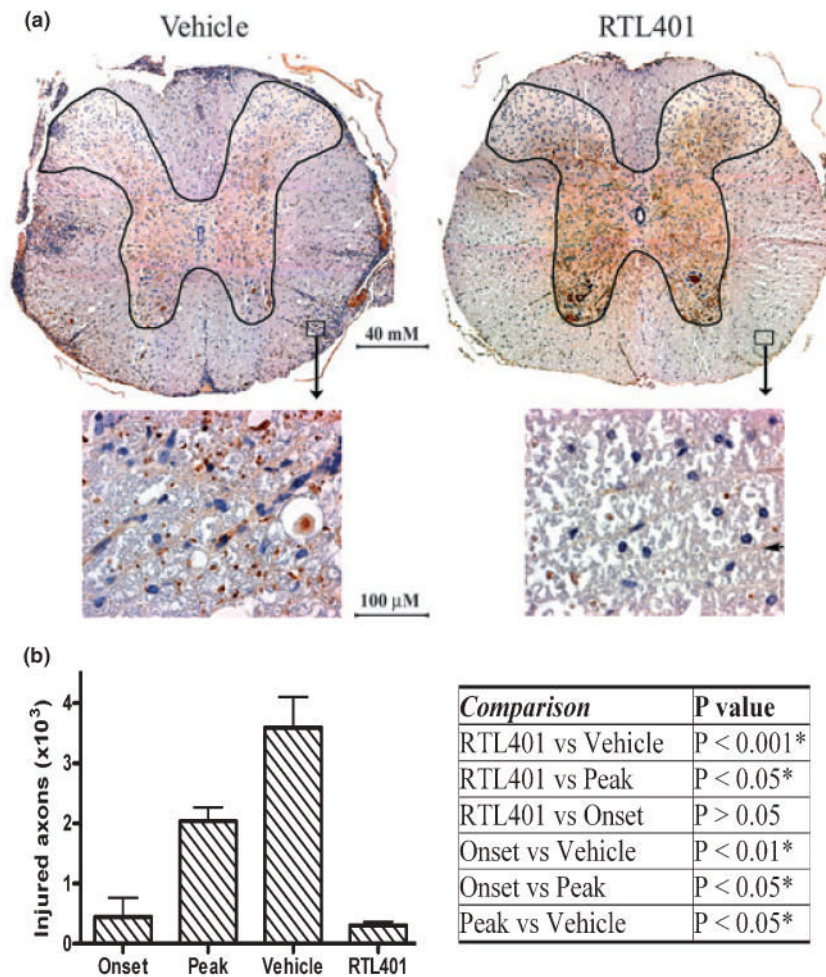 (a)
Vehicle
RTL401
40 mM
100 µM
(b)
Injured axons (x10³)
4
3
2
1
0
Onset Peak Vehicle RTL401
Comparison P value
RTL401 vs Vehicle P < 0.001*
RTL401 vs Peak P < 0.05*
RTL401 vs Onset P > 0.05
Onset vs Vehicle P < 0.01*
Onset vs Peak P < 0.05*
Peak vs Vehicle P < 0.05*